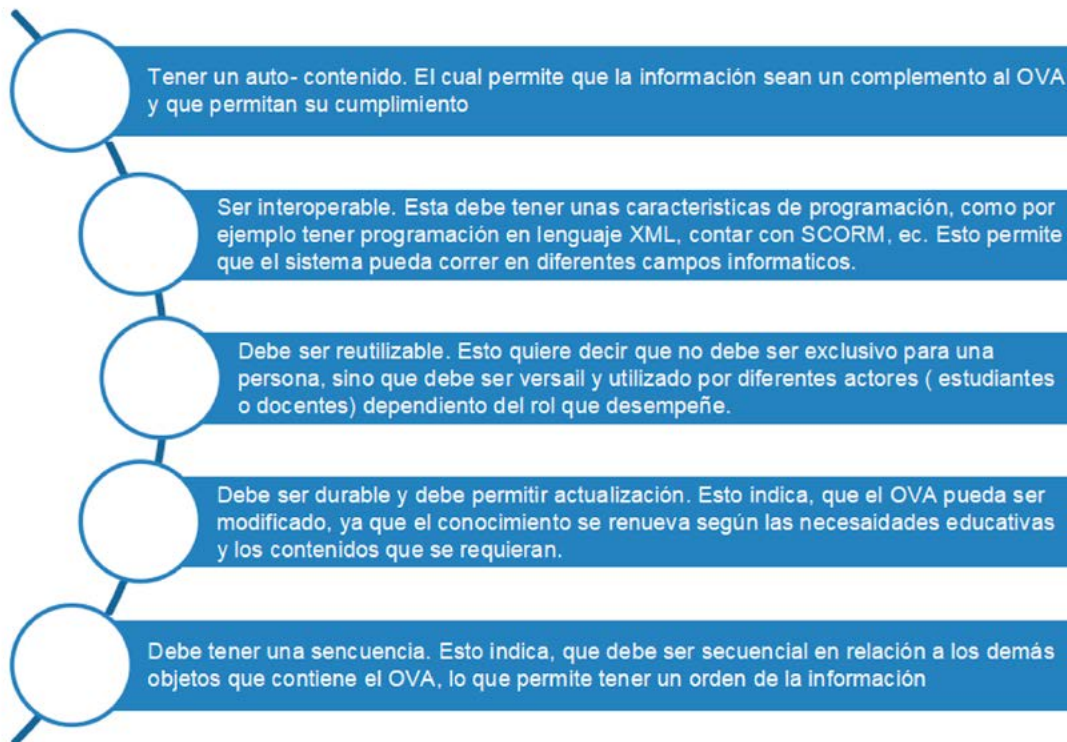 Tener un auto- contenido. El cual permite que la información sean un complemento al OVA
y que permitan su cumplimiento
Ser interoperable. Esta debe tener unas caracteristicas de programación, como por
ejemplo tener programación en lenguaje XML, contar con SCORM, ec. Esto permite
que el sistema pueda correr en diferentes campos informaticos.
Debe ser reutilizable. Esto quiere decir que no debe ser exclusivo para una
persona, sino que debe ser versail y utilizado por diferentes actores ( estudiantes
o docentes) dependiento del rol que desempeñe.
Debe ser durable y debe permitir actualización. Esto indica, que el OVA pueda ser
modificado, ya que el conocimiento se renueva según las necesaidades educativas
y los contenidos que se requieran.
Debe tener una sencuencia. Esto indica, que debe ser secuencial en relación a los demás
objetos que contiene el OVA, lo que permite tener un orden de la información